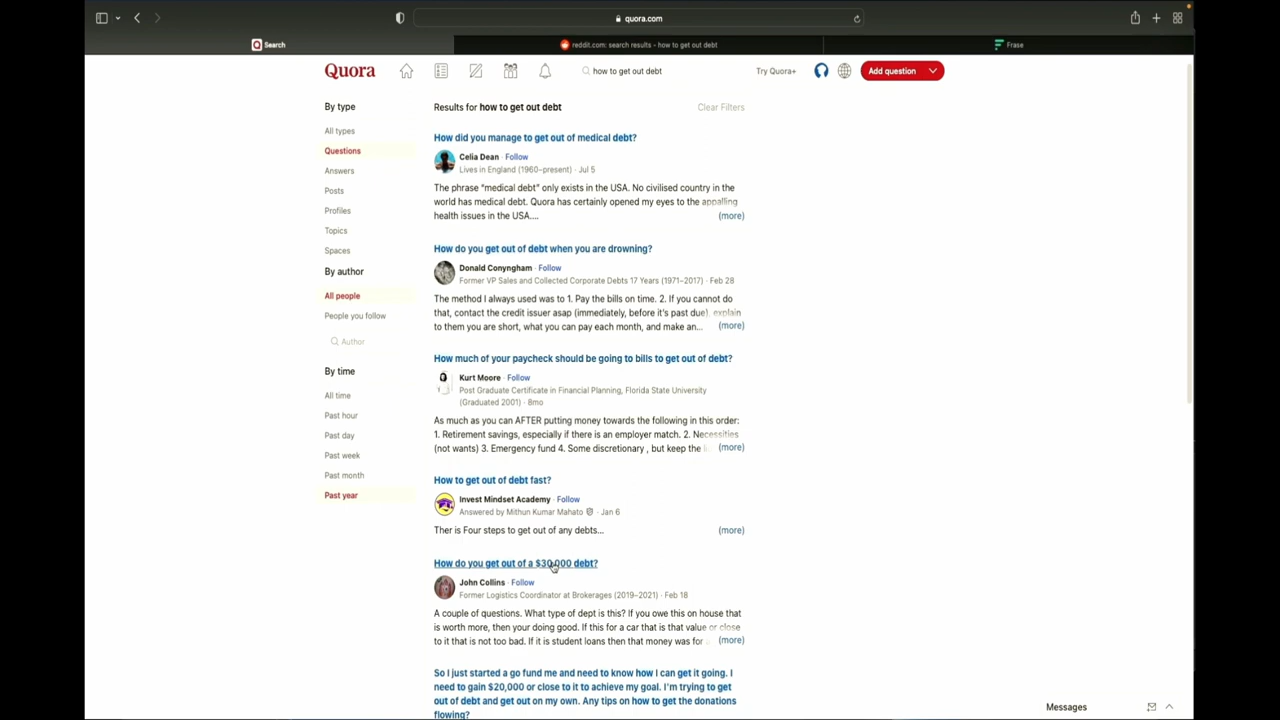 quora.com
Search
reddit.com: search results - how to get out debt
Frase
Quora
how to get out debt
Try Quora+
Add question
By type
All types
Questions
Answers
Posts
Profiles
Topics
Spaces
By author
All people
People you follow
Author
By time
All time
Past hour
Past day
Past week
Past month
Past year
Results for how to get out debt
Clear Filters
How did you manage to get out of medical debt?
Celia Dean · Follow
Lives in England (1960–present) · Jul 5
The phrase “medical debt” only exists in the USA. No civilised country in the
world has medical debt. Quora has certainly opened my eyes to the appalling
health issues in the USA.... (more)
How do you get out of debt when you are drowning?
Donald Conyngham · Follow
Former VP Sales and Collected Corporate Debts 17 Years (1971–2017) · Feb 28
The method I always used was to 1. Pay the bills on time. 2. If you cannot do
that, contact the credit issuer asap (immediately, before it's past due), explain
to them you are short, what you can pay each month, and make an... (more)
How much of your paycheck should be going to bills to get out of debt?
Kurt Moore · Follow
Post Graduate Certificate in Financial Planning, Florida State University
(Graduated 2001) · 8mo
As much as you can AFTER putting money towards the following in this order:
1. Retirement savings, especially if there is an employer match. 2. Necessities
(not wants) 3. Emergency fund 4. Some discretionary , but keep the (more)
How to get out of debt fast?
Invest Mindset Academy · Follow
Answered by Mithun Kumar Mahato · Jan 6
Ther is Four steps to get out of any debts... (more)
How do you get out of a $30,000 debt?
John Collins · Follow
Former Logistics Coordinator at Brokerages (2019–2021) · Feb 18
A couple of questions. What type of dept is this? If you owe this on house that
is worth more, then your doing good. If this for a car that is that value or close
to it that is not too bad. If it is student loans then that money was for (more)
So I just started a go fund me and need to know how I can get it going. I
need to gain $20,000 or close to it to achieve my goal. I'm trying to get
out of debt and get out on my own. Any tips on how to get the donations
flowing?
Messages